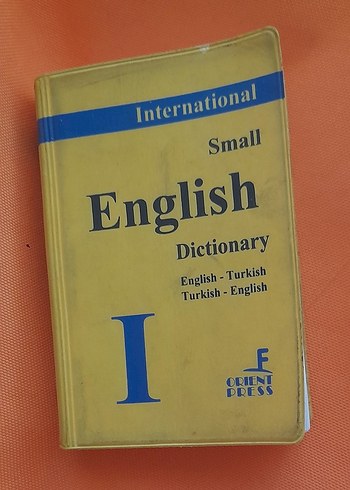 International
Small
English
Dictionary
English - Turkish
Turkish - English
I
ORIENT
PRESS